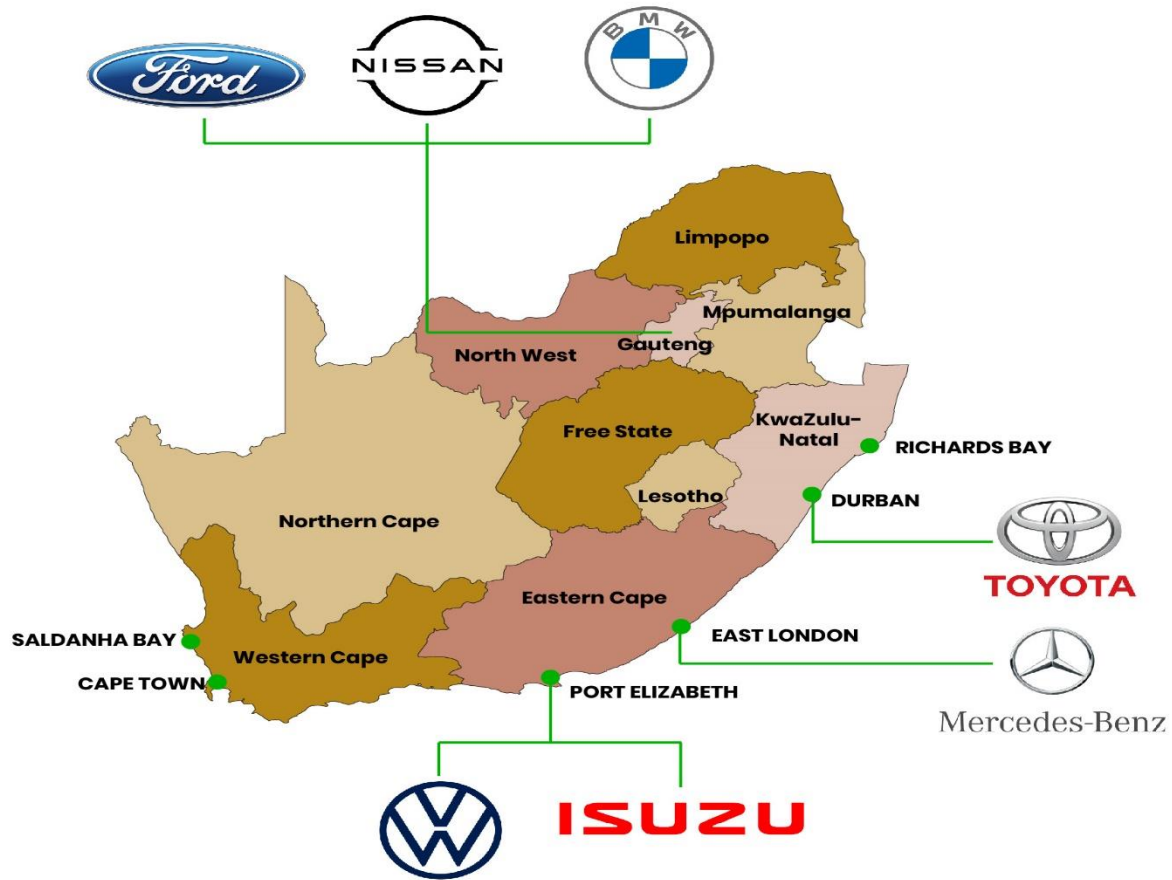 Ford
NISSAN
BMW
Limpopo
Mpumalanga
Gauteng
North West
KwaZulu-
Natal
Free State
RICHARDS BAY
Lesotho
DURBAN
Northern Cape
TOYOTA
Eastern Cape
EAST LONDON
SALDANHA BAY
Western Cape
CAPE TOWN
PORT ELIZABETH
Mercedes-Benz
ISUZU